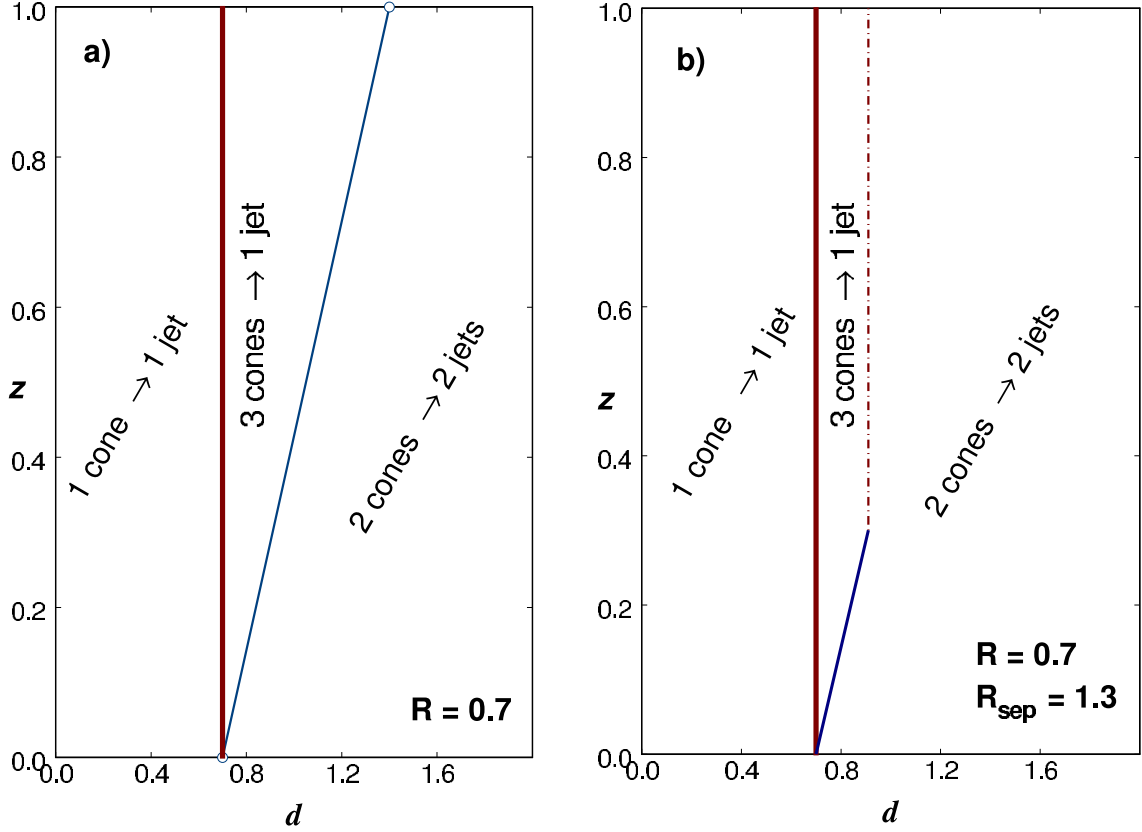 a)
1.0
0.8
0.6
z
0.4
0.2
0.0
1 cone → 1 jet
3 cones → 1 jet
2 cones → 2 jets
R = 0.7
0.0 0.4 0.8 1.2 1.6
d
b)
1.0
0.8
0.6
z
0.4
0.2
0.0
1 cone → 1 jet
3 cones → 1 jet
2 cones → 2 jets
R = 0.7
Rsep = 1.3
0.0 0.4 0.8 1.2 1.6
d